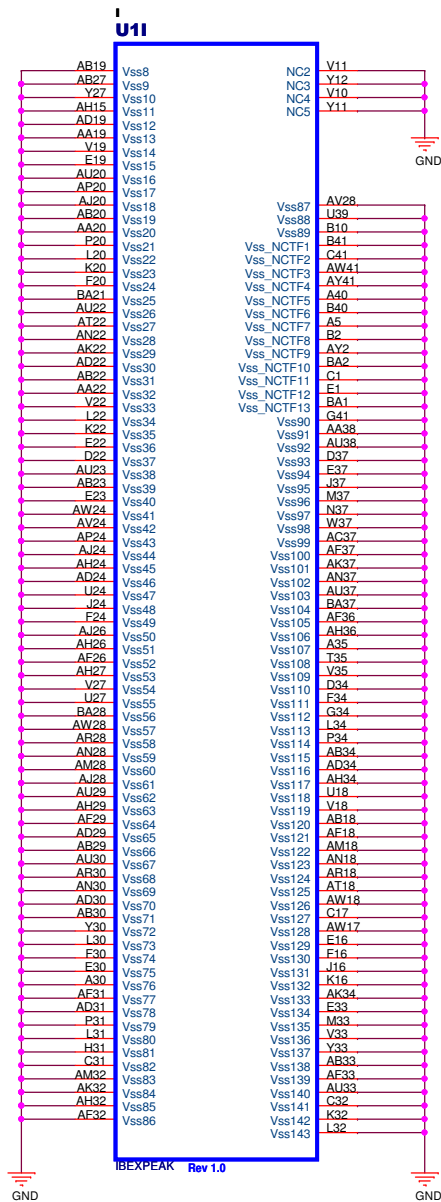 U1I
AB19 Vss8 NC2 V11
AB27 Vss9 NC3 Y12
Y27 Vss10 NC4 V10
AH15 Vss11 NC5 Y11
AD19 Vss12
AA19 Vss13
V19 Vss14
E19 Vss15 GND
AU20 Vss16
AP20 Vss17
AJ20 Vss18 Vss87 AV28
AB20 Vss19 Vss88 U39
AA20 Vss20 Vss89 B10
P20 Vss21 Vss_NCTF1 B41
L20 Vss22 Vss_NCTF2 C41
K20 Vss23 Vss_NCTF3 AW41
F20 Vss24 Vss_NCTF4 AY41
BA21 Vss25 Vss_NCTF5 A40
AU22 Vss26 Vss_NCTF6 B40
AT22 Vss27 Vss_NCTF7 A5
AN22 Vss28 Vss_NCTF8 B2
AK22 Vss29 Vss_NCTF9 AY2
AD22 Vss30 Vss_NCTF10 BA2
AB22 Vss31 Vss_NCTF11 C1
AA22 Vss32 Vss_NCTF12 E1
V22 Vss33 Vss_NCTF13 BA1
L22 Vss34 Vss90 G41
K22 Vss35 Vss91 AA38
E22 Vss36 Vss92 AU38
D22 Vss37 Vss93 D37
AU23 Vss38 Vss94 E37
AB23 Vss39 Vss95 J37
E23 Vss40 Vss96 M37
AW24 Vss41 Vss97 N37
AV24 Vss42 Vss98 W37
AP24 Vss43 Vss99 AC37
AJ24 Vss44 Vss100 AF37
AH24 Vss45 Vss101 AK37
AD24 Vss46 Vss102 AN37
U24 Vss47 Vss103 AU37
J24 Vss48 Vss104 BA37
F24 Vss49 Vss105 AF36
AJ26 Vss50 Vss106 AH36
AH26 Vss51 Vss107 A35
AF26 Vss52 Vss108 T35
AH27 Vss53 Vss109 V35
V27 Vss54 Vss110 D34
U27 Vss55 Vss111 F34
BA28 Vss56 Vss112 G34
AW28 Vss57 Vss113 L34
AR28 Vss58 Vss114 P34
AN28 Vss59 Vss115 AB34
AM28 Vss60 Vss116 AD34
AJ28 Vss61 Vss117 AH34
AU29 Vss62 Vss118 U18
AH29 Vss63 Vss119 V18
AF29 Vss64 Vss120 AB18
AD29 Vss65 Vss121 AF18
AB29 Vss66 Vss122 AM18
AU30 Vss67 Vss123 AN18
AR30 Vss68 Vss124 AR18
AN30 Vss69 Vss125 AT18
AD30 Vss70 Vss126 AW18
AB30 Vss71 Vss127 C17
Y30 Vss72 Vss128 AW17
L30 Vss73 Vss129 E16
F30 Vss74 Vss130 F16
E30 Vss75 Vss131 J16
A30 Vss76 Vss132 K16
AF31 Vss77 Vss133 AK34
AD31 Vss78 Vss134 E33
P31 Vss79 Vss135 M33
L31 Vss80 Vss136 V33
H31 Vss81 Vss137 Y33
C31 Vss82 Vss138 AB33
AM32 Vss83 Vss139 AF33
AK32 Vss84 Vss140 AU33
AH32 Vss85 Vss141 C32
AF32 Vss86 Vss142 K32
Vss143 L32
IBEXPEAK Rev 1.0
GND GND